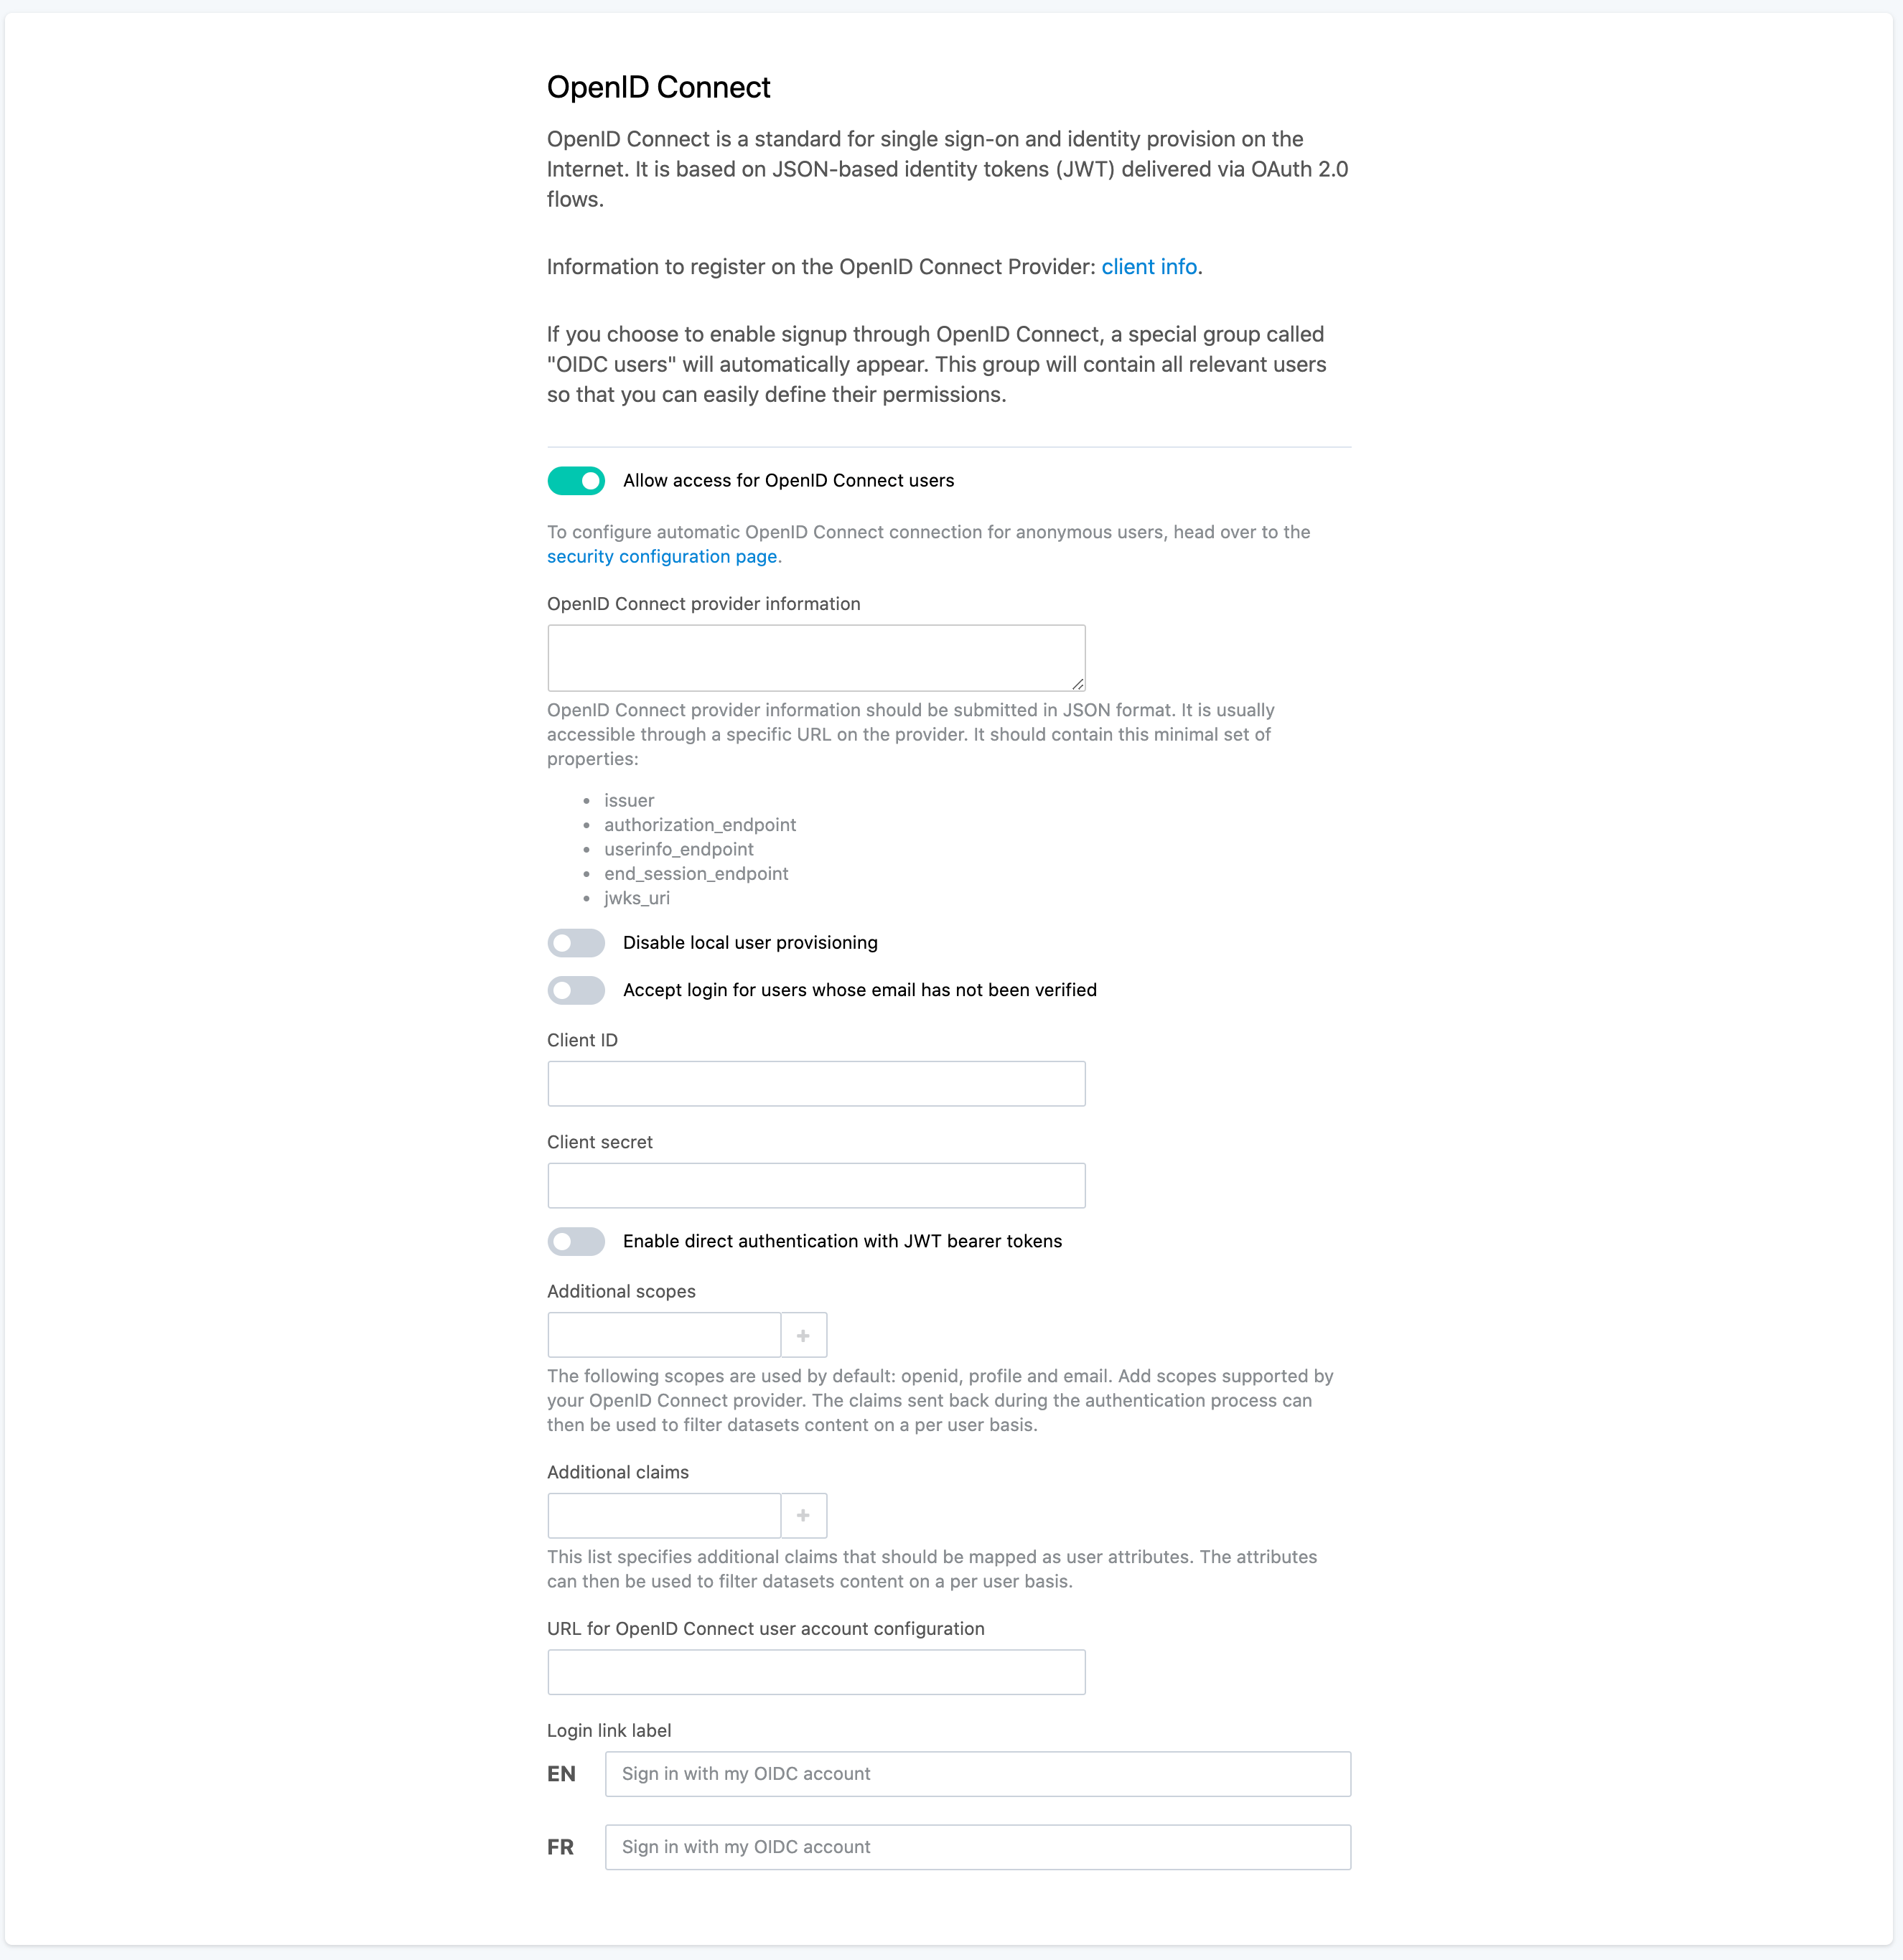 OpenID Connect
OpenID Connect is a standard for single sign-on and identity provision on the
Internet. It is based on JSON-based identity tokens (JWT) delivered via OAuth 2.0
flows.
Information to register on the OpenID Connect Provider: client info.
If you choose to enable signup through OpenID Connect, a special group called
"OIDC users" will automatically appear. This group will contain all relevant users
so that you can easily define their permissions.
Allow access for OpenID Connect users
To configure automatic OpenID Connect connection for anonymous users, head over to the
security configuration page.
OpenID Connect provider information
OpenID Connect provider information should be submitted in JSON format. It is usually
accessible through a specific URL on the provider. It should contain this minimal set of
properties:
• issuer
• authorization_endpoint
• userinfo_endpoint
• end_session_endpoint
• jwks_uri
Disable local user provisioning
Accept login for users whose email has not been verified
Client ID
Client secret
Enable direct authentication with JWT bearer tokens
Additional scopes
+
The following scopes are used by default: openid, profile and email. Add scopes supported by
your OpenID Connect provider. The claims sent back during the authentication process can
then be used to filter datasets content on a per user basis.
Additional claims
+
This list specifies additional claims that should be mapped as user attributes. The attributes
can then be used to filter datasets content on a per user basis.
URL for OpenID Connect user account configuration
Login link label
EN Sign in with my OIDC account
FR Sign in with my OIDC account